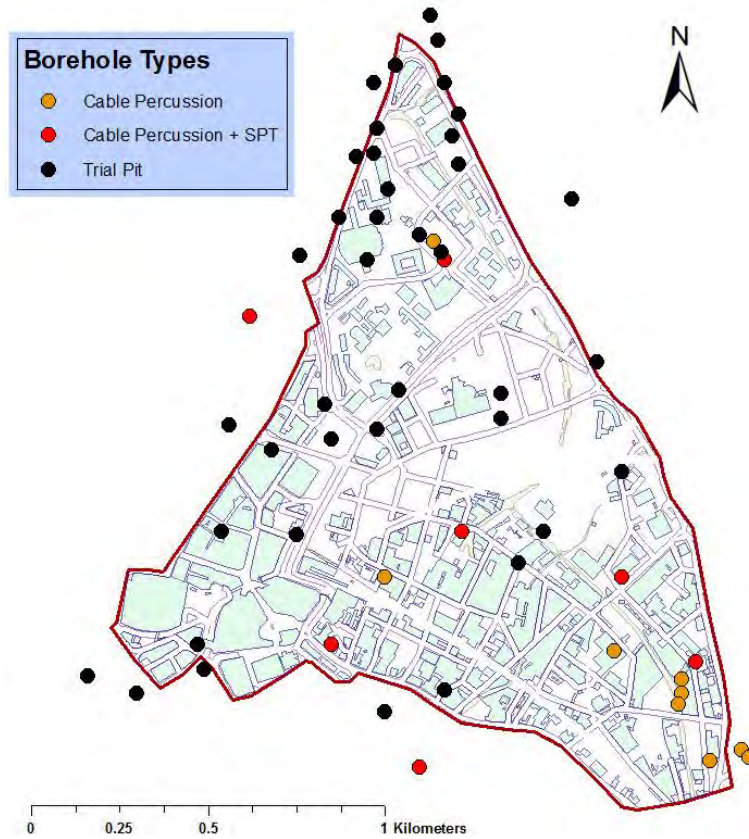 N
Borehole Types
Cable Percussion
Cable Percussion + SPT
Trial Pit
0 0.25 0.5 1 Kilometers